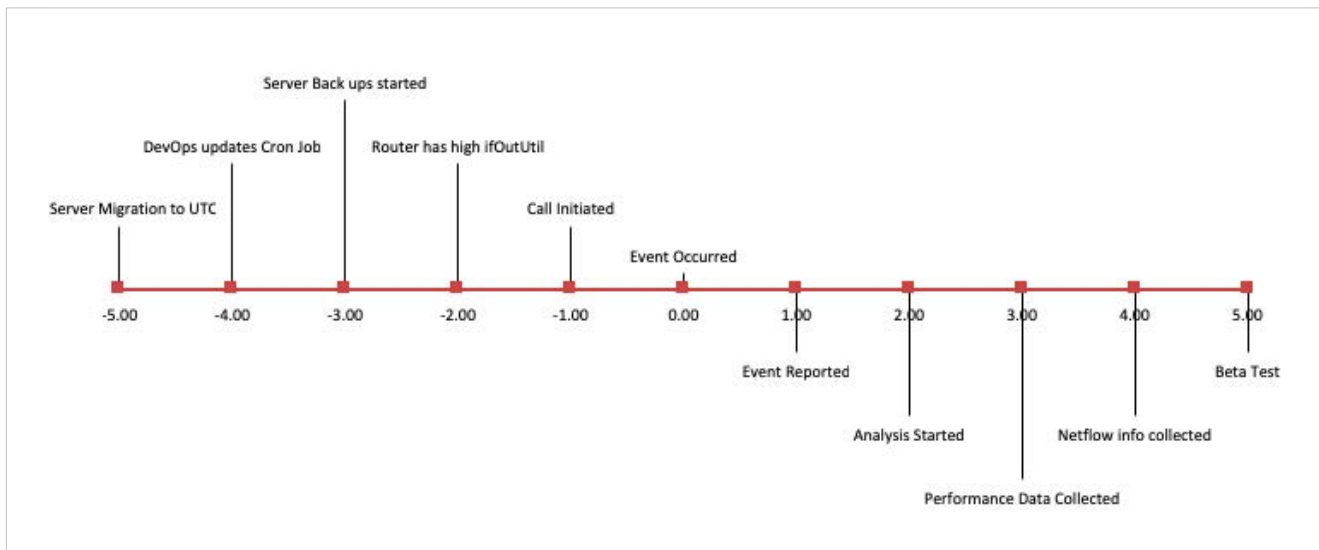 Server Back ups started
DevOps updates Cron Job
Router has high ifOutUtil
Server Migration to UTC
Call Initiated
Event Occurred
-5.00
-4.00
-3.00
-2.00
-1.00
0.00
1.00
2.00
3.00
4.00
5.00
Event Reported
Beta Test
Analysis Started
Netflow info collected
Performance Data Collected